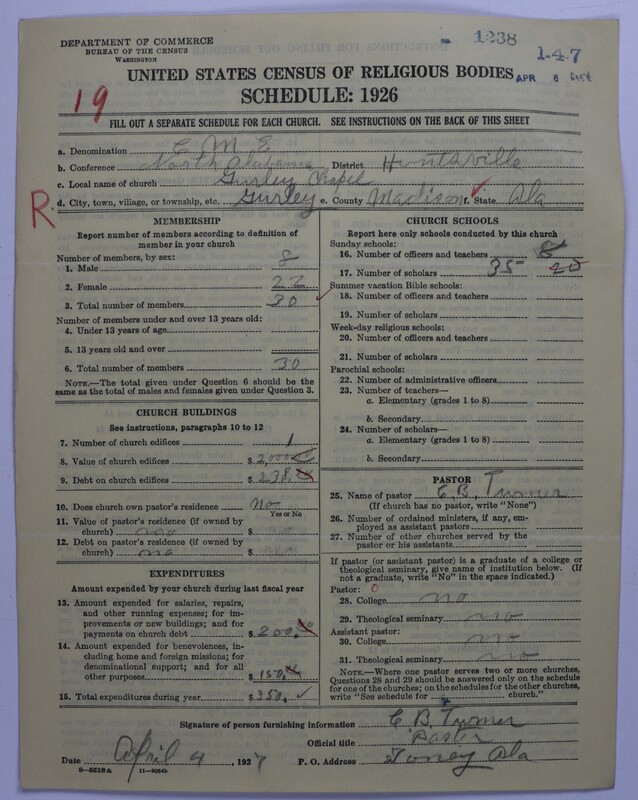 DEPARTMENT OF COMMERCE
BUREAU OF THE CENSUS
WASHINGTON
1238
1-4-7
APR 8 Rec'd
UNITED STATES CENSUS OF RELIGIOUS BODIES
SCHEDULE: 1926
19
FILL OUT A SEPARATE SCHEDULE FOR EACH CHURCH. SEE INSTRUCTIONS ON THE BACK OF THIS SHEET
a. Denomination C M E
b. Conference North Alabama District Huntsville
c. Local name of church Gurley Chapel
d. City, town, village, or township, etc. Gurley e. County Madison f. State Ala
R.
MEMBERSHIP
Report number of members according to definition of member in your church
Number of members, by sex:
1. Male 8
2. Female 22
3. Total number of members 30
Number of members under and over 13 years old:
4. Under 13 years of age
5. 13 years old and over
6. Total number of members 30
NOTE.—The total given under Question 6 should be the same as the total of males and females given under Question 3.
CHURCH BUILDINGS
See instructions, paragraphs 10 to 12
7. Number of church edifices 1
8. Value of church edifices $ 2,000
9. Debt on church edifices $ 238.
10. Does church own pastor's residence No
Yes or No
11. Value of pastor's residence (if owned by church) no $
12. Debt on pastor's residence (if owned by church) no $
EXPENDITURES
Amount expended by your church during last fiscal year
13. Amount expended for salaries, repairs, and other running expenses; for improvements or new buildings; and for payments on church debt $ 200.
14. Amount expended for benevolences, including home and foreign missions; for denominational support; and for all other purposes $ 150.
15. Total expenditures during year $ 350.
CHURCH SCHOOLS
Report here only schools conducted by this church
Sunday schools:
16. Number of officers and teachers 8
17. Number of scholars 35 20
Summer vacation Bible schools:
18. Number of officers and teachers
19. Number of scholars
Week-day religious schools:
20. Number of officers and teachers
21. Number of scholars
Parochial schools:
22. Number of administrative officers
23. Number of teachers—
a. Elementary (grades 1 to 8)
b. Secondary
24. Number of scholars—
a. Elementary (grades 1 to 8)
b. Secondary
PASTOR
25. Name of pastor C. B. Turner
(If church has no pastor, write "None")
26. Number of ordained ministers, if any, employed as assistant pastors
27. Number of other churches served by the pastor or his assistants
If pastor (or assistant pastor) is a graduate of a college or theological seminary, give name of institution below. (If not a graduate, write "No" in the space indicated.)
Pastor: 0
28. College no
29. Theological seminary no
Assistant pastor:
30. College no
31. Theological seminary no
NOTE.—Where one pastor serves two or more churches, Questions 28 and 29 should be answered only on the schedule for one of the churches; on the schedules for the other churches, write "See schedule for church."
Signature of person furnishing information C B Turner
Official title Paster
Date April 4, 1927 P. O. Address Toney Ala
8—5518a 11—9054b